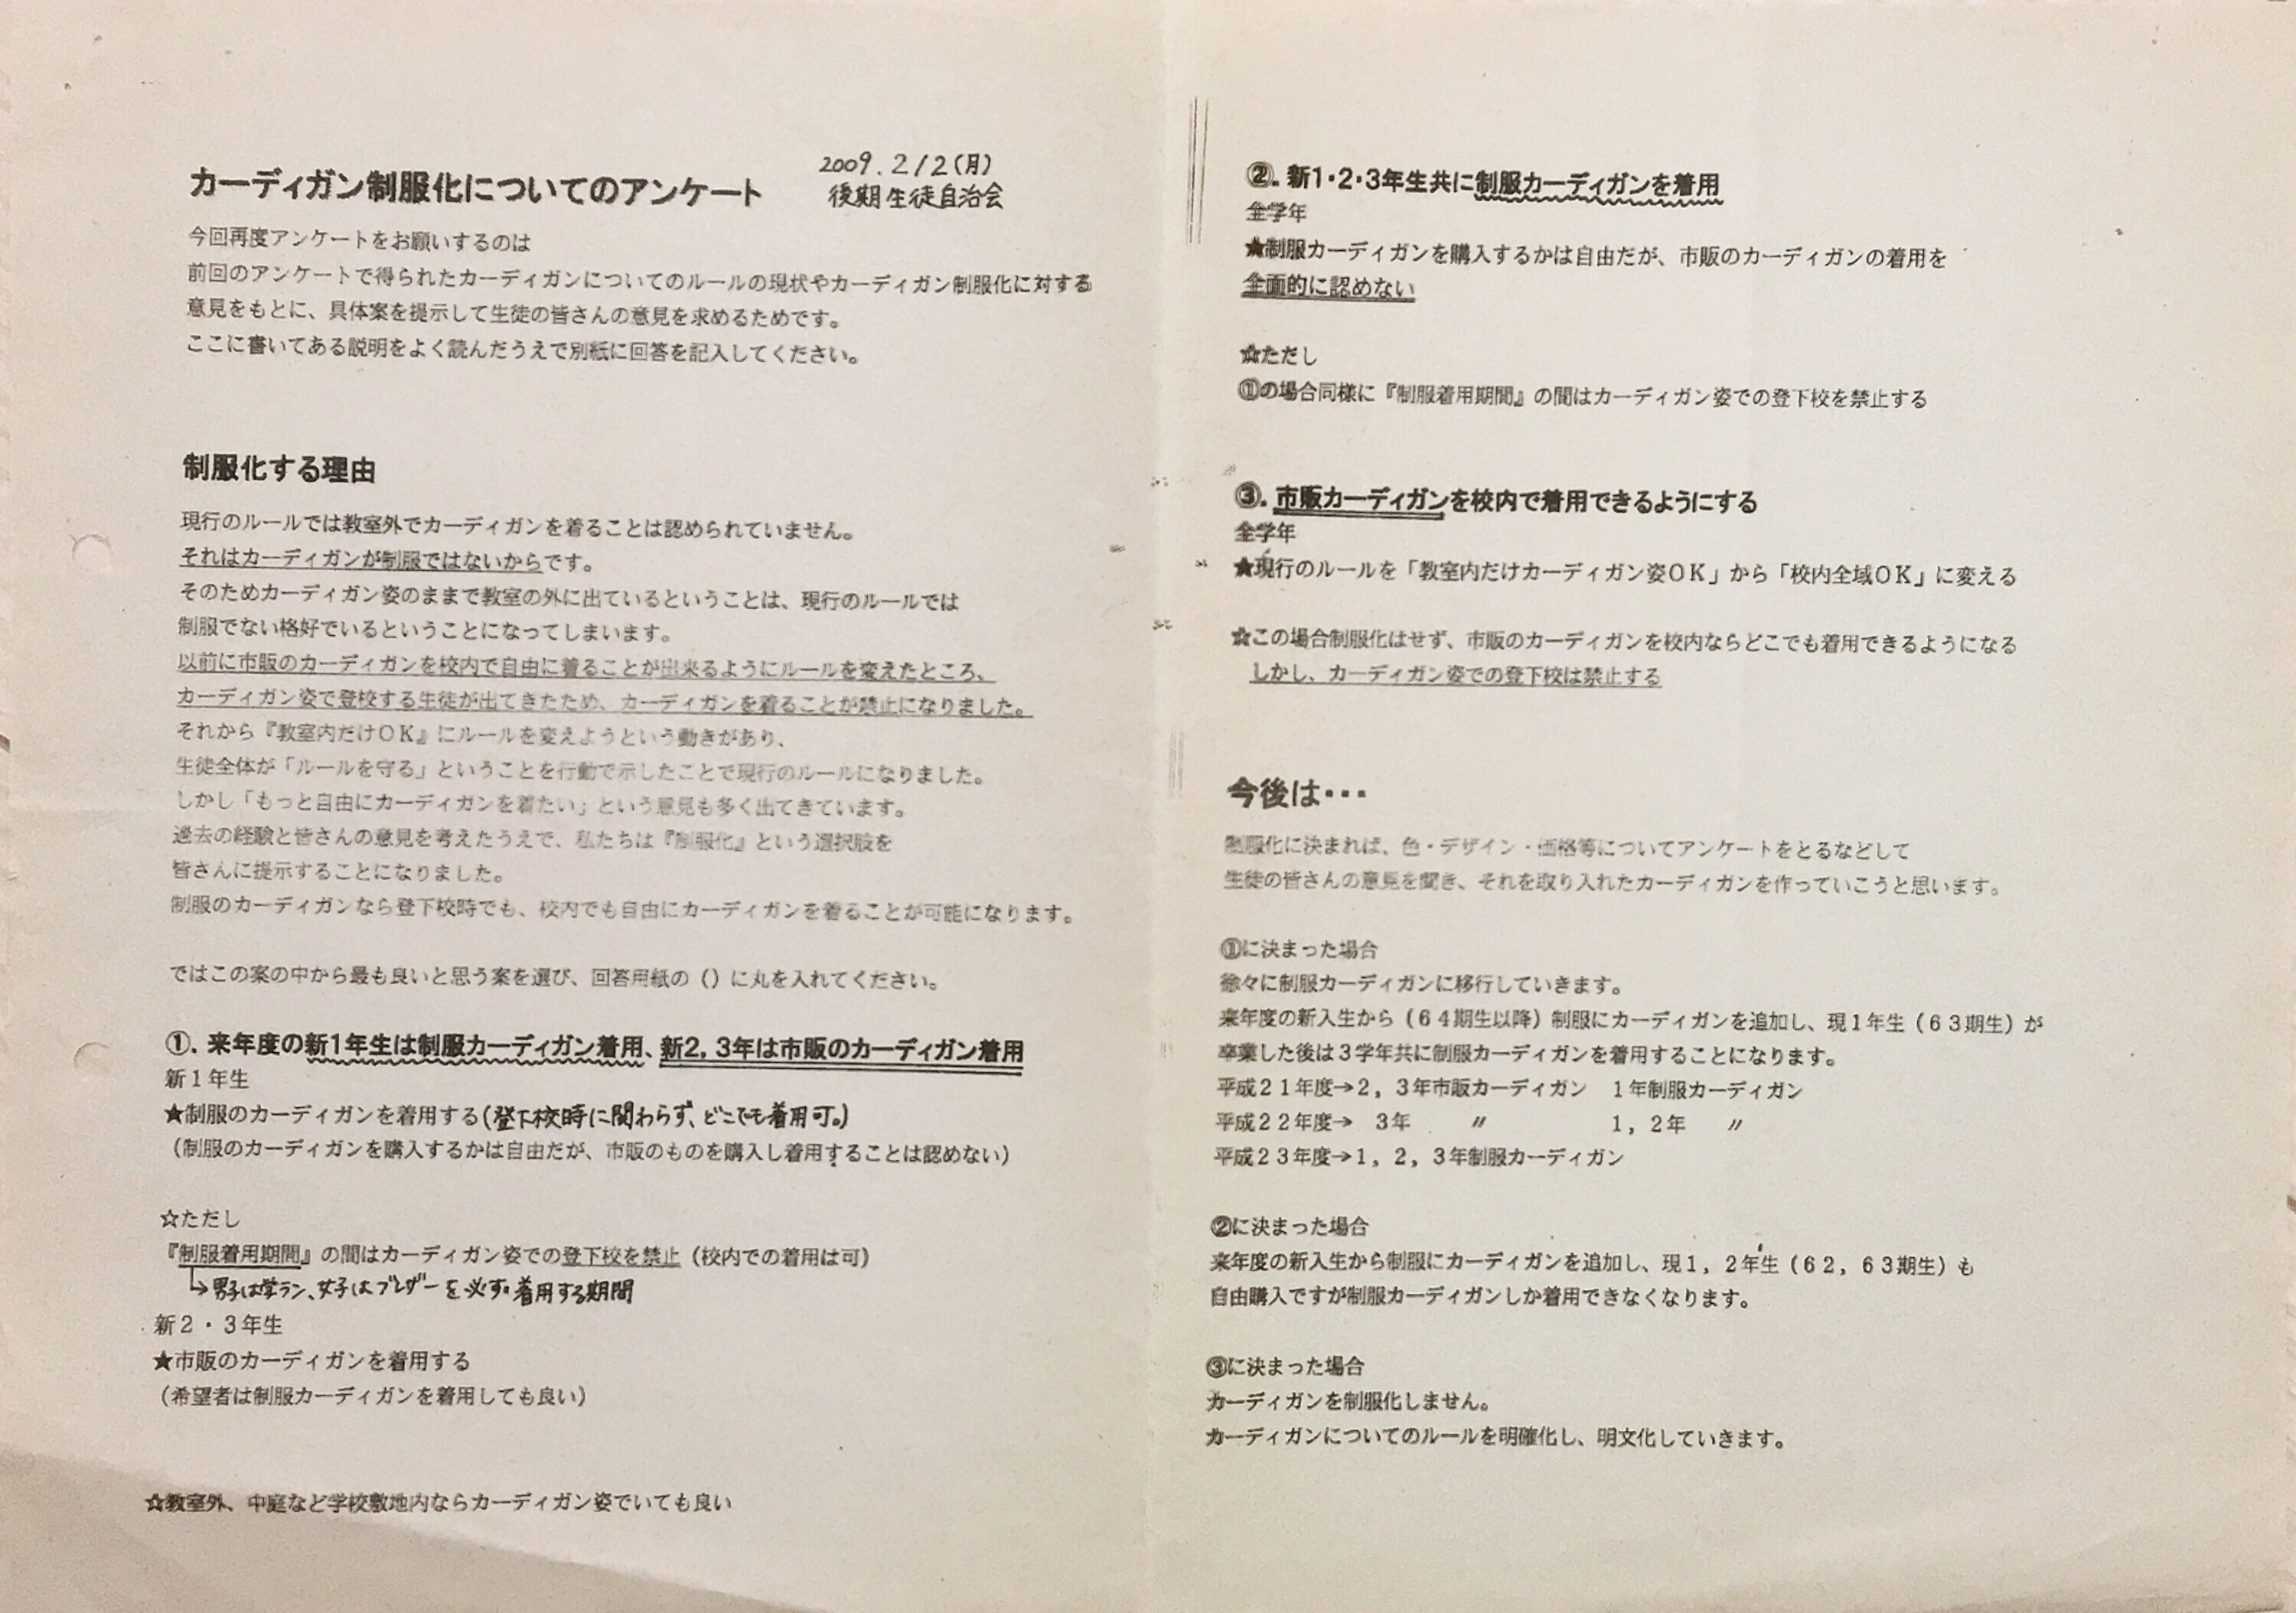 カーディガン制服化についてのアンケート
2009.2/2(月)
後期生徒自治会
今回再度アンケートをお願いするのは
前回のアンケートで得られたカーディガンについてのルールの現状やカーディガン制服化に対する
意見をもとに、具体案を提示して生徒の皆さんの意見を求めるためです。
ここに書いてある説明をよく読んだうえで別紙に回答を記入してください。
制服化する理由
現行のルールでは教室外でカーディガンを着ることは認められていません。
それはカーディガンが制服ではないからです。
そのためカーディガン姿のままで教室の外に出ているということは、現行のルールでは
制服でない格好でいるということになってしまいます。
以前に市販のカーディガンを校内で自由に着ることが出来るようにルールを変えたところ、
カーディガン姿で登校する生徒が出てきたため、カーディガンを着ることが禁止になりました。
それから『教室内だけOK』にルールを変えようという動きがあり、
生徒全体が「ルールを守る」ということを行動で示したことで現行のルールになりました。
しかし「もっと自由にカーディガンを着たい」という意見も多く出てきています。
過去の経験と皆さんの意見を考えたうえで、私たちは『制服化』という選択肢を
皆さんに提示することになりました。
制服のカーディガンなら登下校時でも、校内でも自由にカーディガンを着ることが可能になります。
ではこの案の中から最も良いと思う案を選び、回答用紙の()に丸を入れてください。
①. 来年度の新1年生は制服カーディガン着用、新2, 3年は市販のカーディガン着用
新1年生
★制服のカーディガンを着用する(登下校時に関わらず、どこでも着用可。)
(制服のカーディガンを購入するかは自由だが、市販のものを購入し着用することは認めない)
☆ただし
『制服着用期間』の間はカーディガン姿での登下校を禁止(校内での着用は可)
↳男子は学ラン、女子はブレザーを必ず着用する期間
新2・3年生
★市販のカーディガンを着用する
(希望者は制服カーディガンを着用しても良い)
☆教室外、中庭など学校敷地内ならカーディガン姿でいても良い
②. 新1・2・3年生共に制服カーディガンを着用
全学年
★制服カーディガンを購入するかは自由だが、市販のカーディガンの着用を
全面的に認めない
☆ただし
①の場合同様に『制服着用期間』の間はカーディガン姿での登下校を禁止する
③. 市販カーディガンを校内で着用できるようにする
全学年
★現行のルールを「教室内だけカーディガン姿OK」から「校内全域OK」に変える
☆この場合制服化はせず、市販のカーディガンを校内ならどこでも着用できるようになる
しかし、カーディガン姿での登下校は禁止する
今後は・・・
制服化に決まれば、色・デザイン・価格等についてアンケートをとるなどして
生徒の皆さんの意見を聞き、それを取り入れたカーディガンを作っていこうと思います。
①に決まった場合
徐々に制服カーディガンに移行していきます。
来年度の新入生から(64期生以降)制服にカーディガンを追加し、現1年生(63期生)が
卒業した後は3学年共に制服カーディガンを着用することになります。
平成21年度→2, 3年市販カーディガン 1年制服カーディガン
平成22年度→ 3年 〃 1, 2年 〃
平成23年度→1, 2, 3年制服カーディガン
②に決まった場合
来年度の新入生から制服にカーディガンを追加し、現1, 2年生(62, 63期生)も
自由購入ですが制服カーディガンしか着用できなくなります。
③に決まった場合
カーディガンを制服化しません。
カーディガンについてのルールを明確化し、明文化していきます。